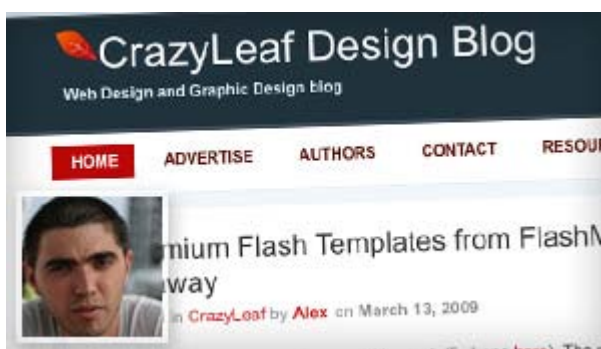 CrazyLeaf Design Blog
Web Design and Graphic Design blog
HOME ADVERTISE AUTHORS CONTACT RESOU
mium Flash Templates from FlashM
way
in CrazyLeaf by Alex on March 13, 2009